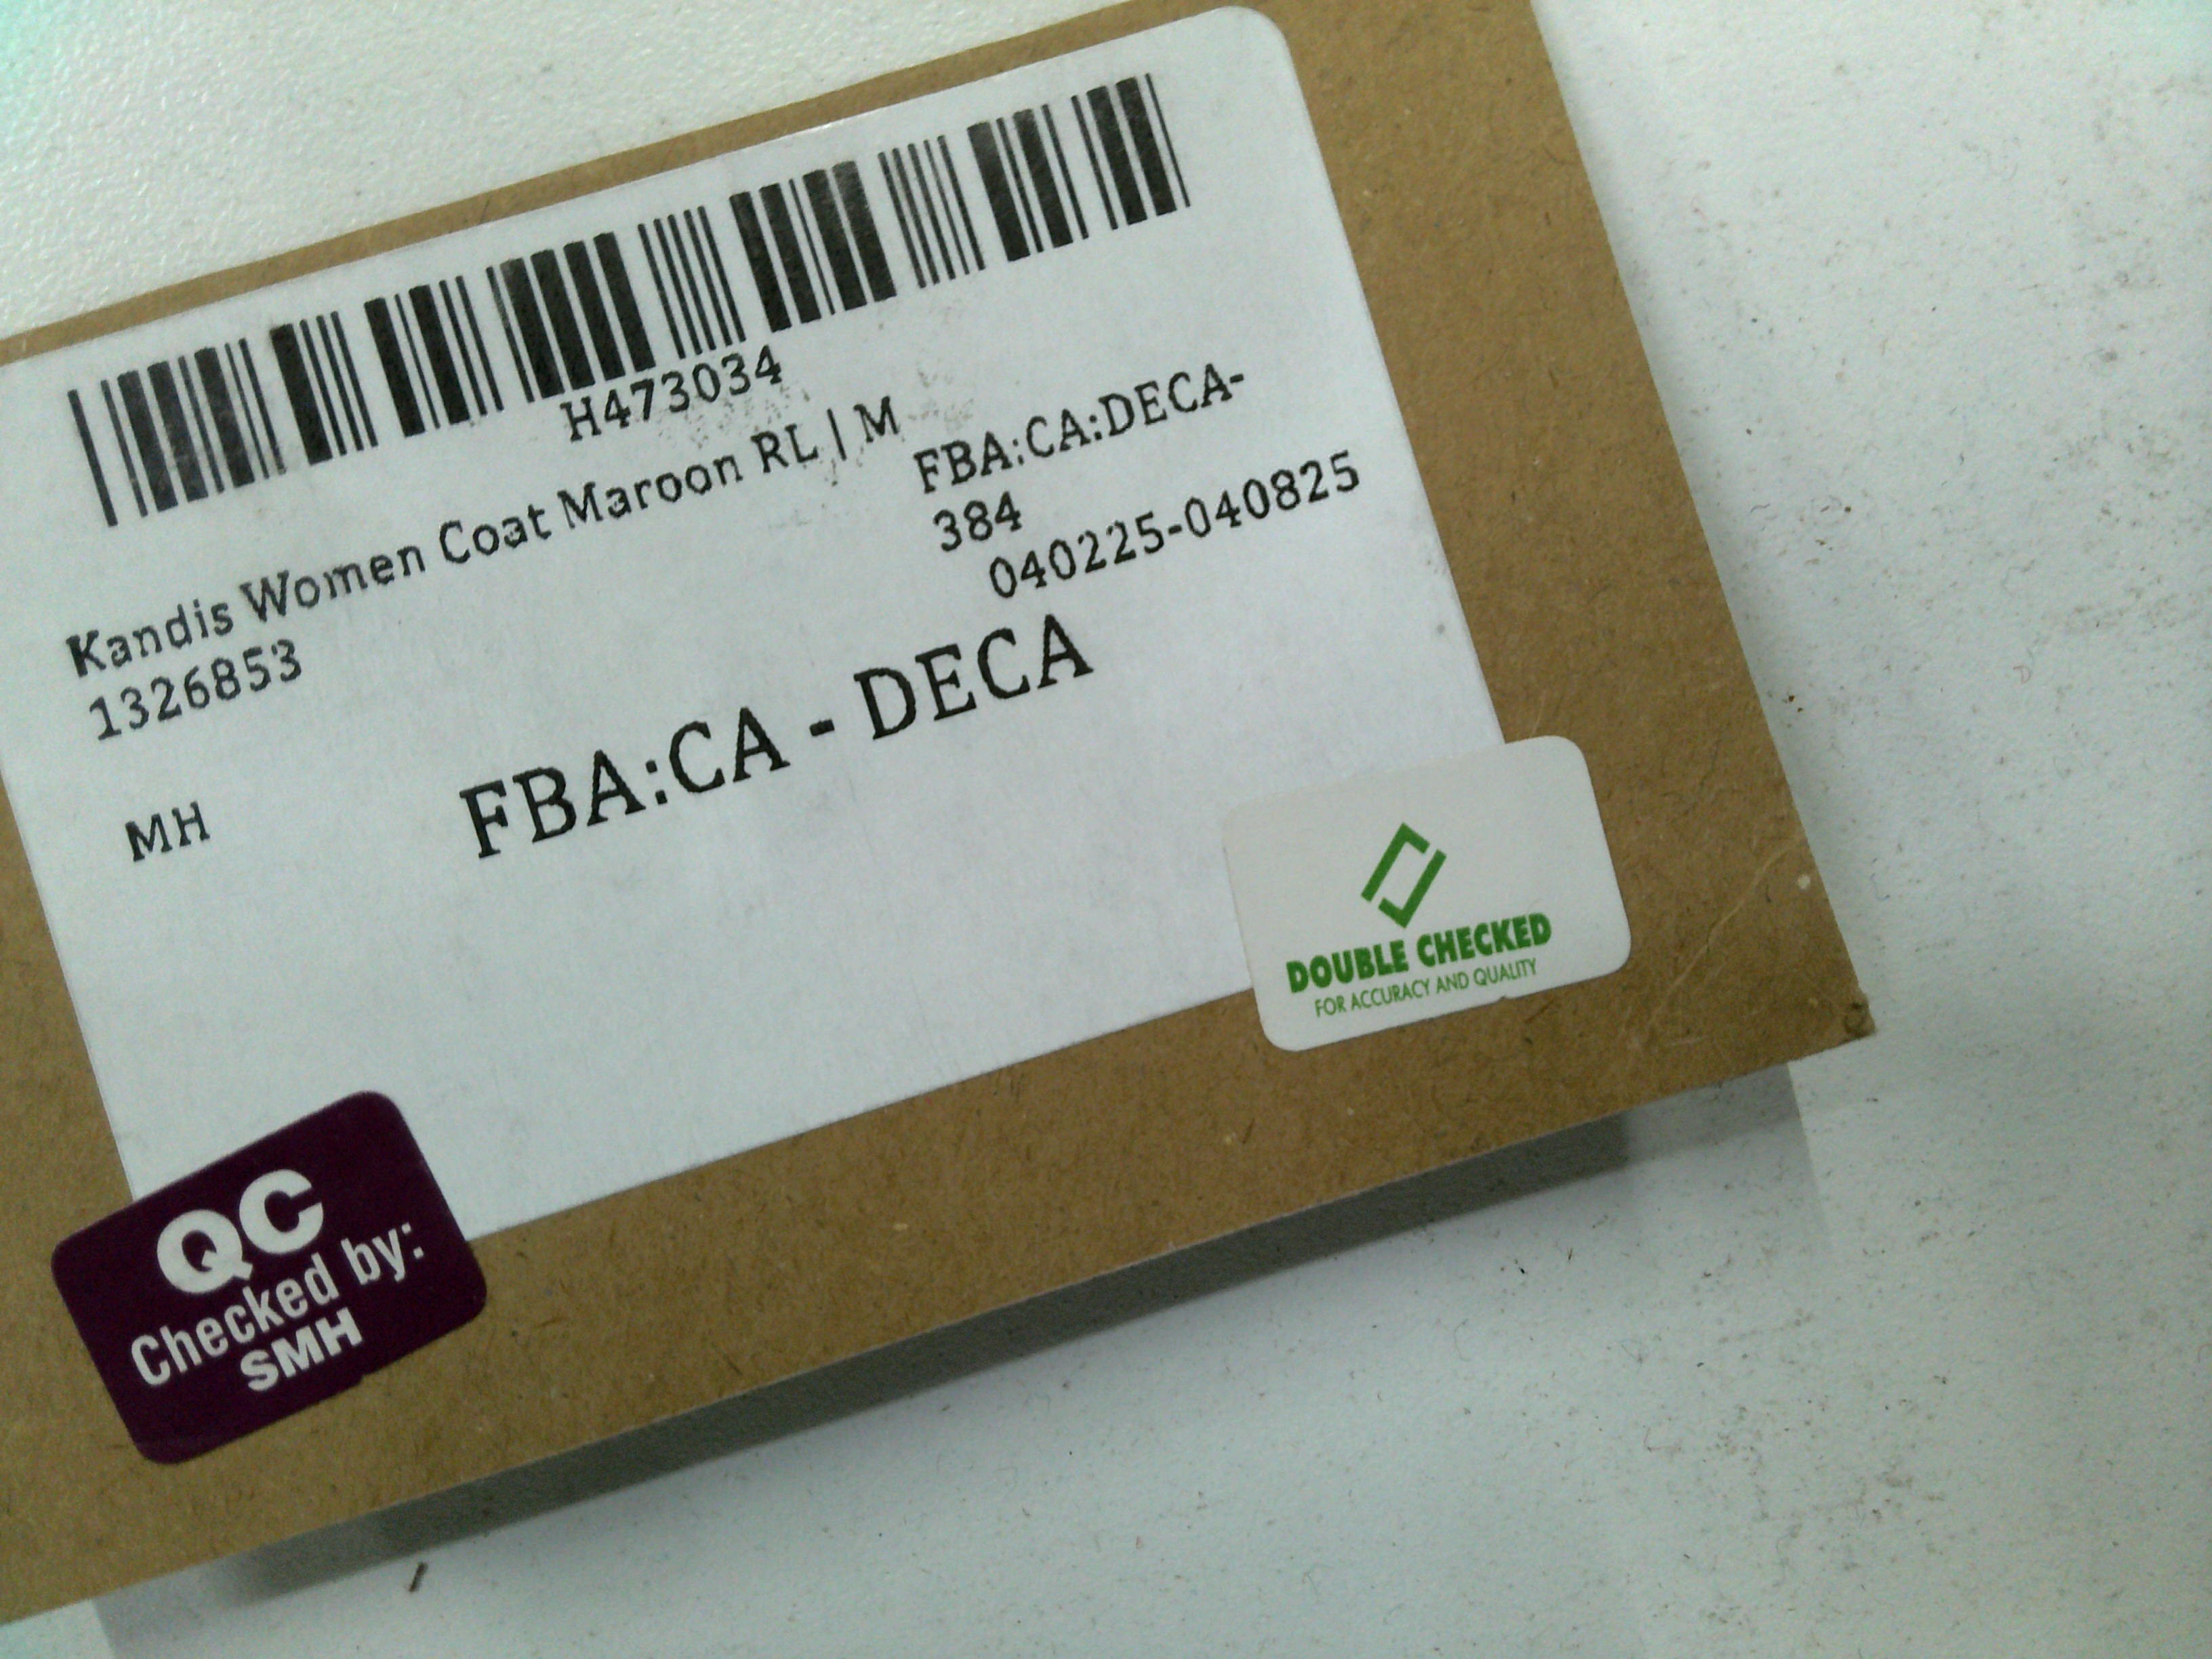 H473034
Kandis Women Coat Maroon RL | M
1326853
FBA:CA:DECA-
384
040225-040825
MH
FBA:CA - DECA
DOUBLE CHECKED
FOR ACCURACY AND QUALITY
QC
Checked by:
SMH